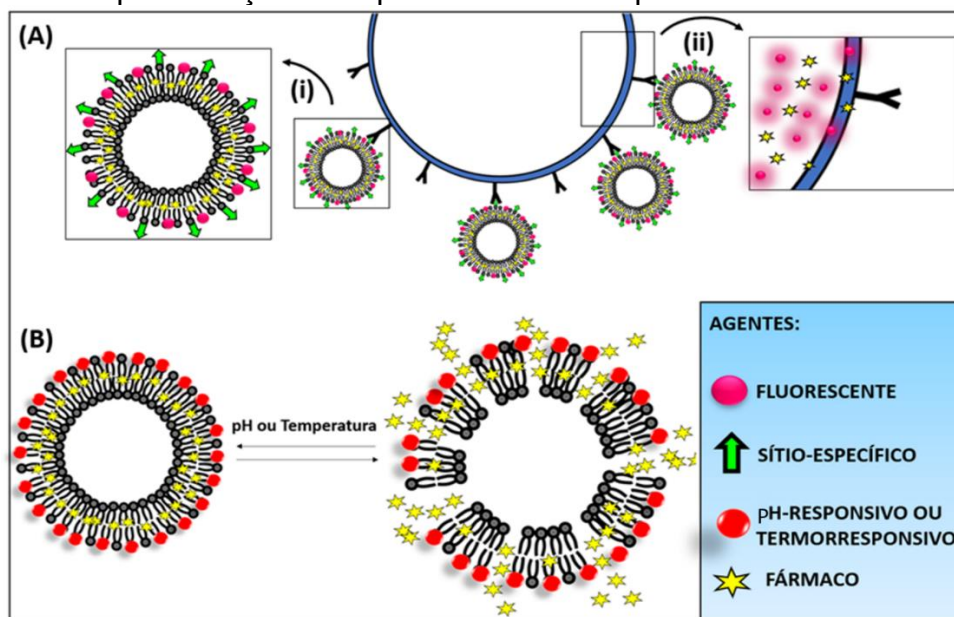 (A)
(i)
(ii)
(B)
pH ou Temperatura
AGENTES:
FLUORESCENTE
SÍTIO-ESPECÍFICO
pH-RESPONSIVO OU
TERMORRESPONSIVO
FÁRMACO